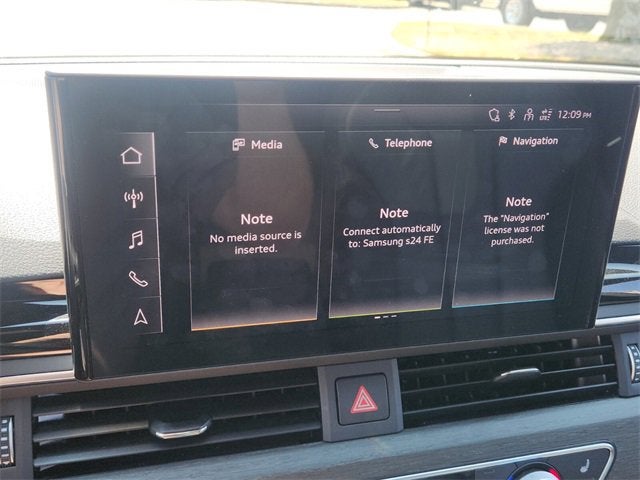 12:09 PM
Media
Telephone
Navigation
Note
No media source is
inserted.
Note
Connect automatically
to: Samsung s24 FE
Note
The "Navigation"
license was not
purchased.